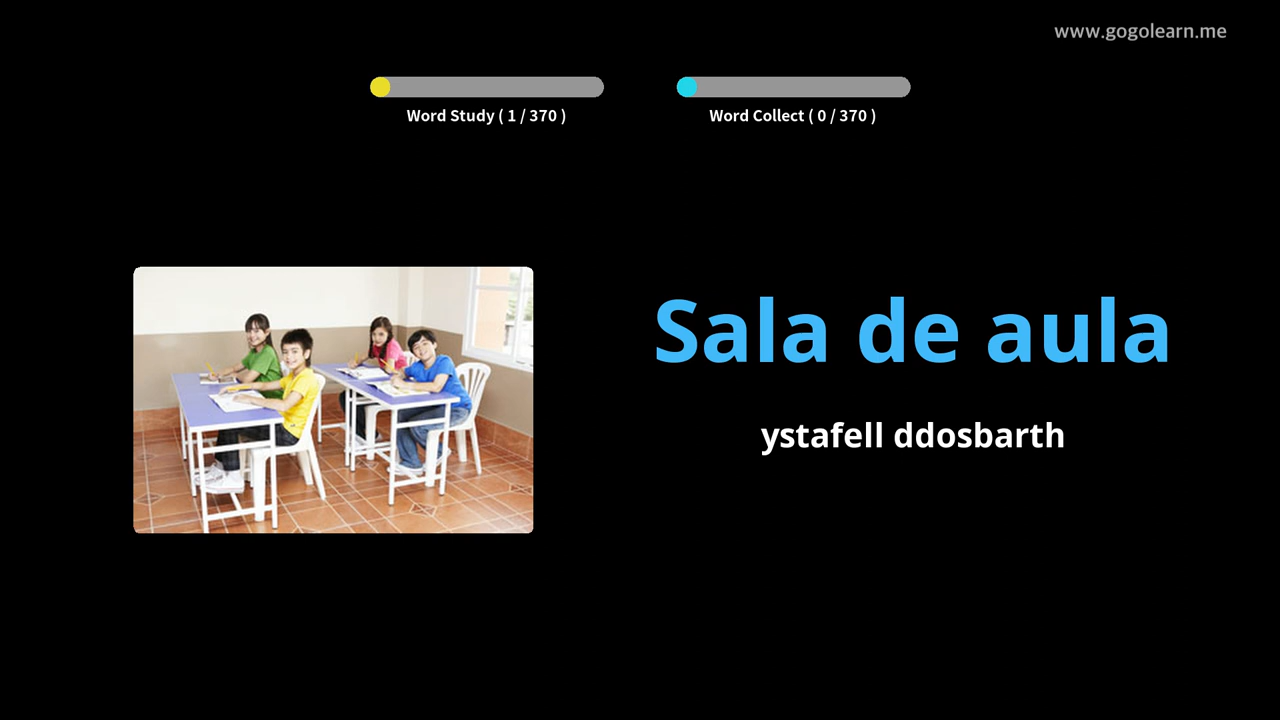 www.gogolearn.me
Word Study ( 1 / 370 )
Word Collect ( 0 / 370 )
Sala de aula
ystafell ddosbarth